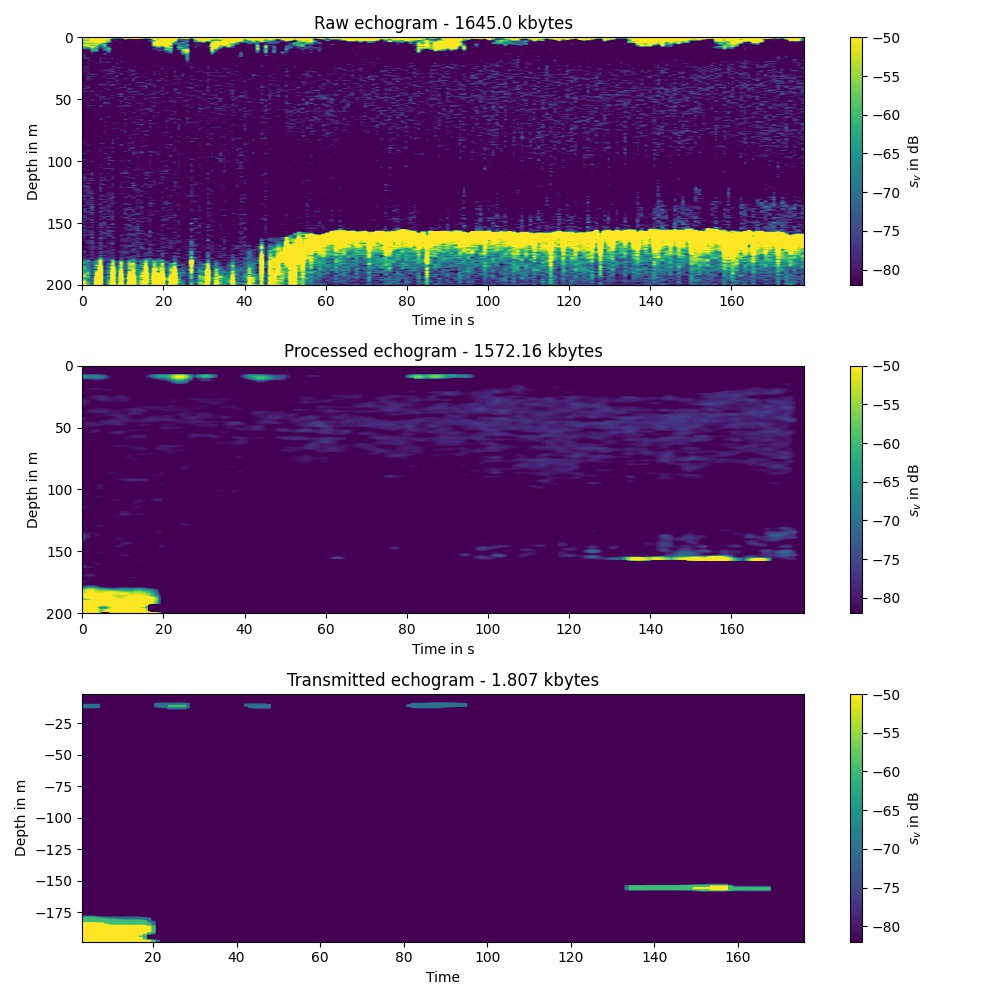 Raw echogram - 1645.0 kbytes
0
50
100
150
200
Depth in m
0 20 40 60 80 100 120 140 160
Time in s
−50
−55
−60
−65
−70
−75
−80
sv in dB
Processed echogram - 1572.16 kbytes
0
50
100
150
200
Depth in m
0 20 40 60 80 100 120 140 160
Time in s
−50
−55
−60
−65
−70
−75
−80
sv in dB
Transmitted echogram - 1.807 kbytes
−25
−50
−75
−100
−125
−150
−175
Depth in m
20 40 60 80 100 120 140 160
Time
−50
−55
−60
−65
−70
−75
−80
sv in dB